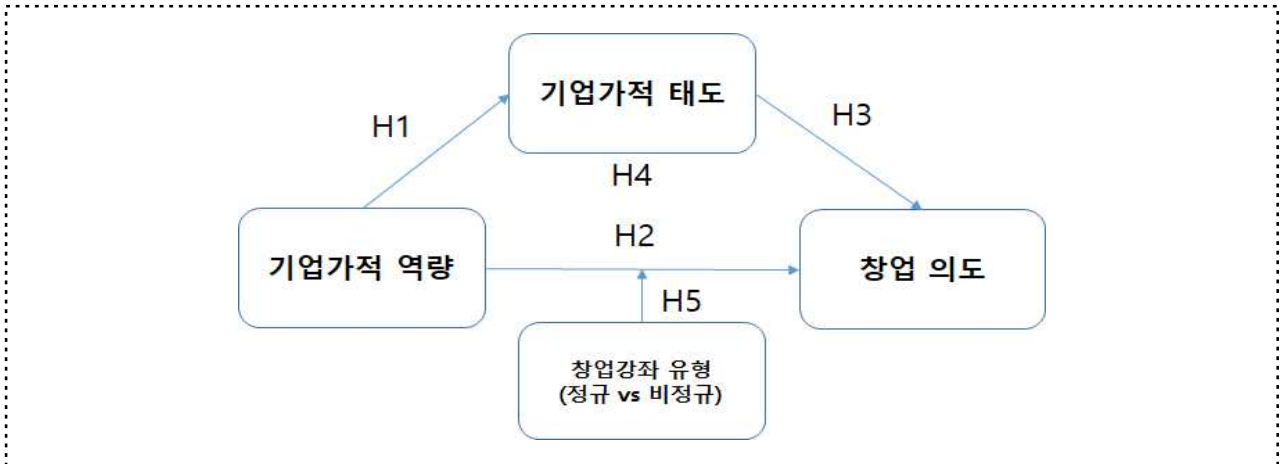 기업가적 태도
H1
H3
H4
H2
기업가적 역량
창업 의도
H5
창업강좌 유형
(정규 vs 비정규)